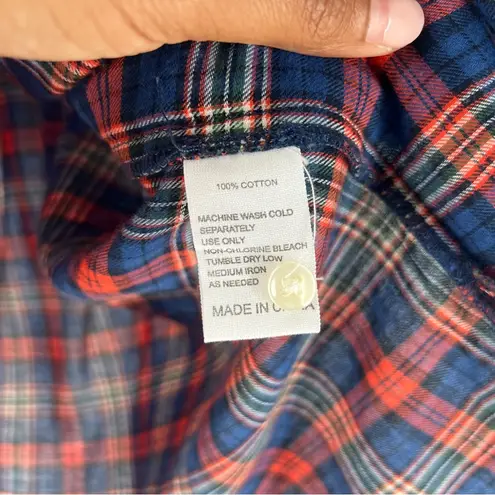 100% COTTON
MACHINE WASH COLD
SEPARATELY
USE ONLY
NON-CHLORINE BLEACH
TUMBLE DRY LOW
MEDIUM IRON
AS NEEDED
MADE IN